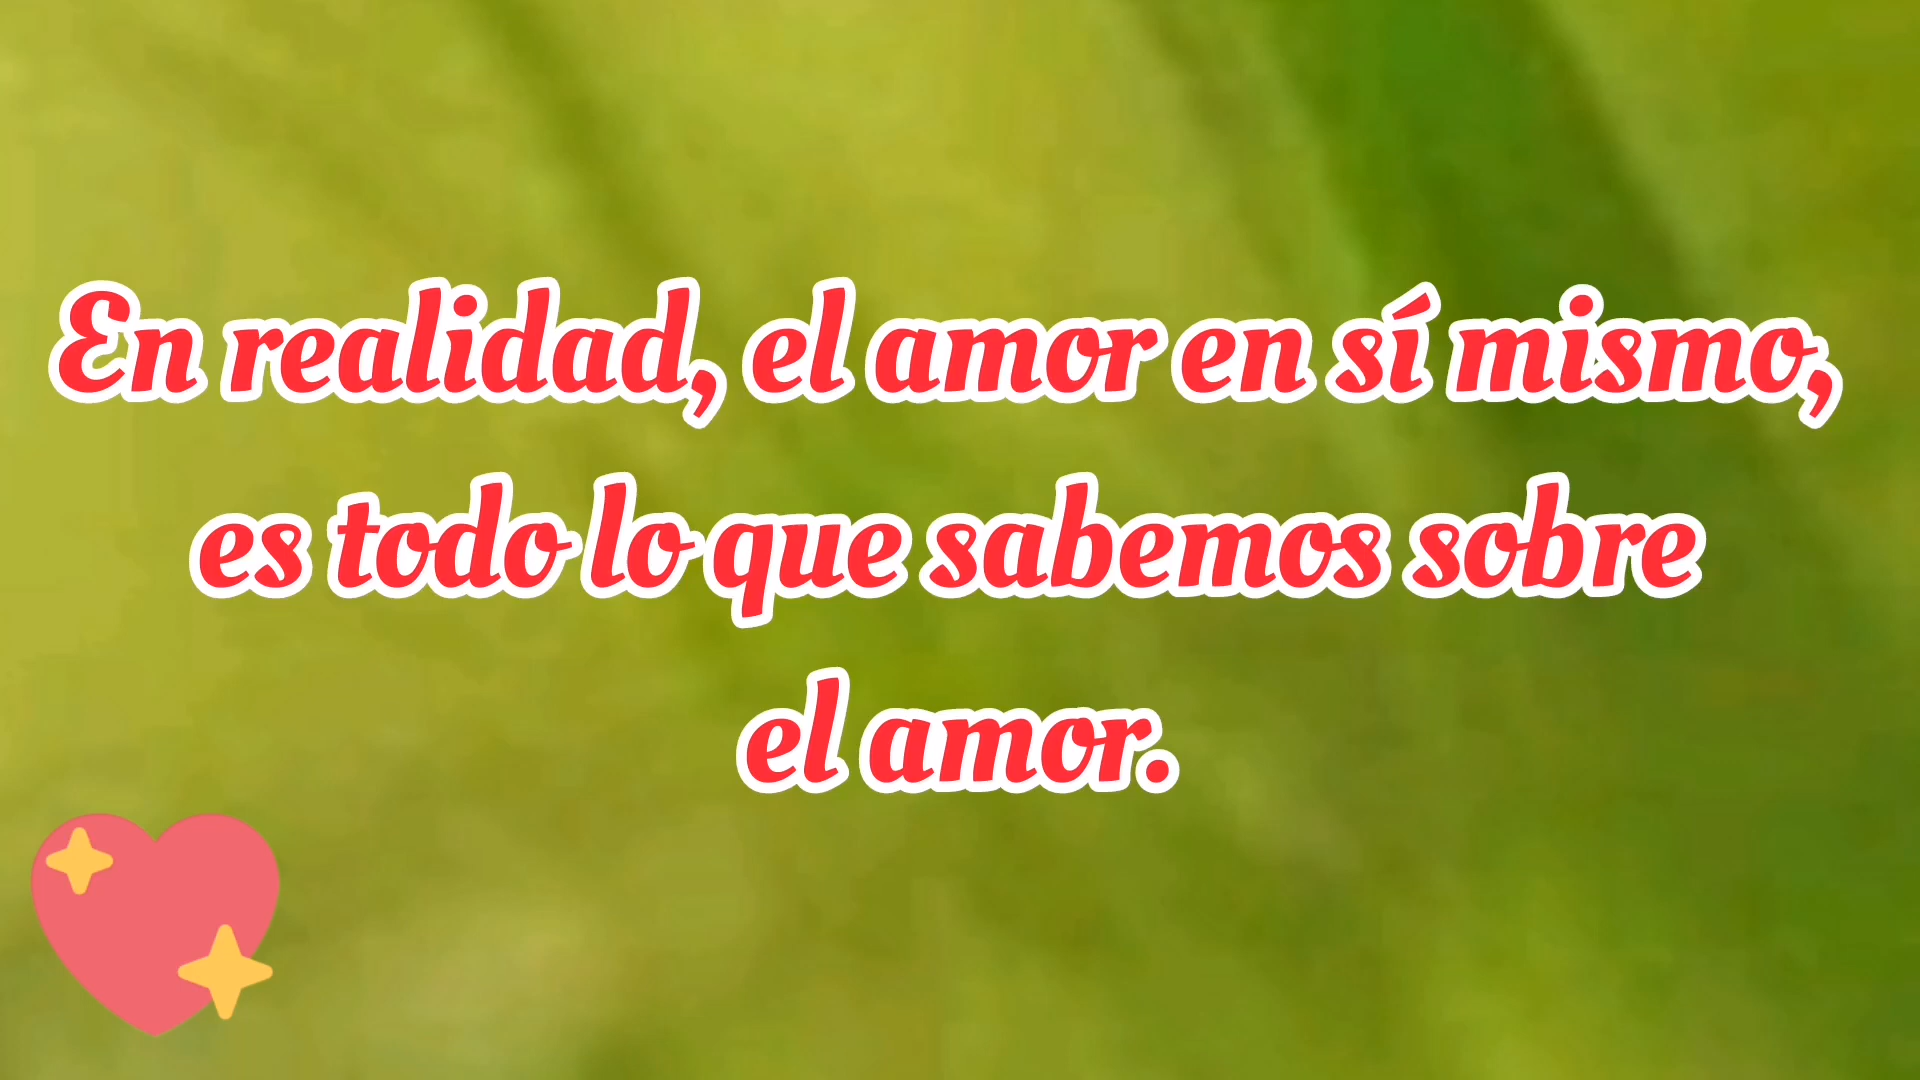 En realidad, el amor en sí mismo,
es todo lo que sabemos sobre
el amor.